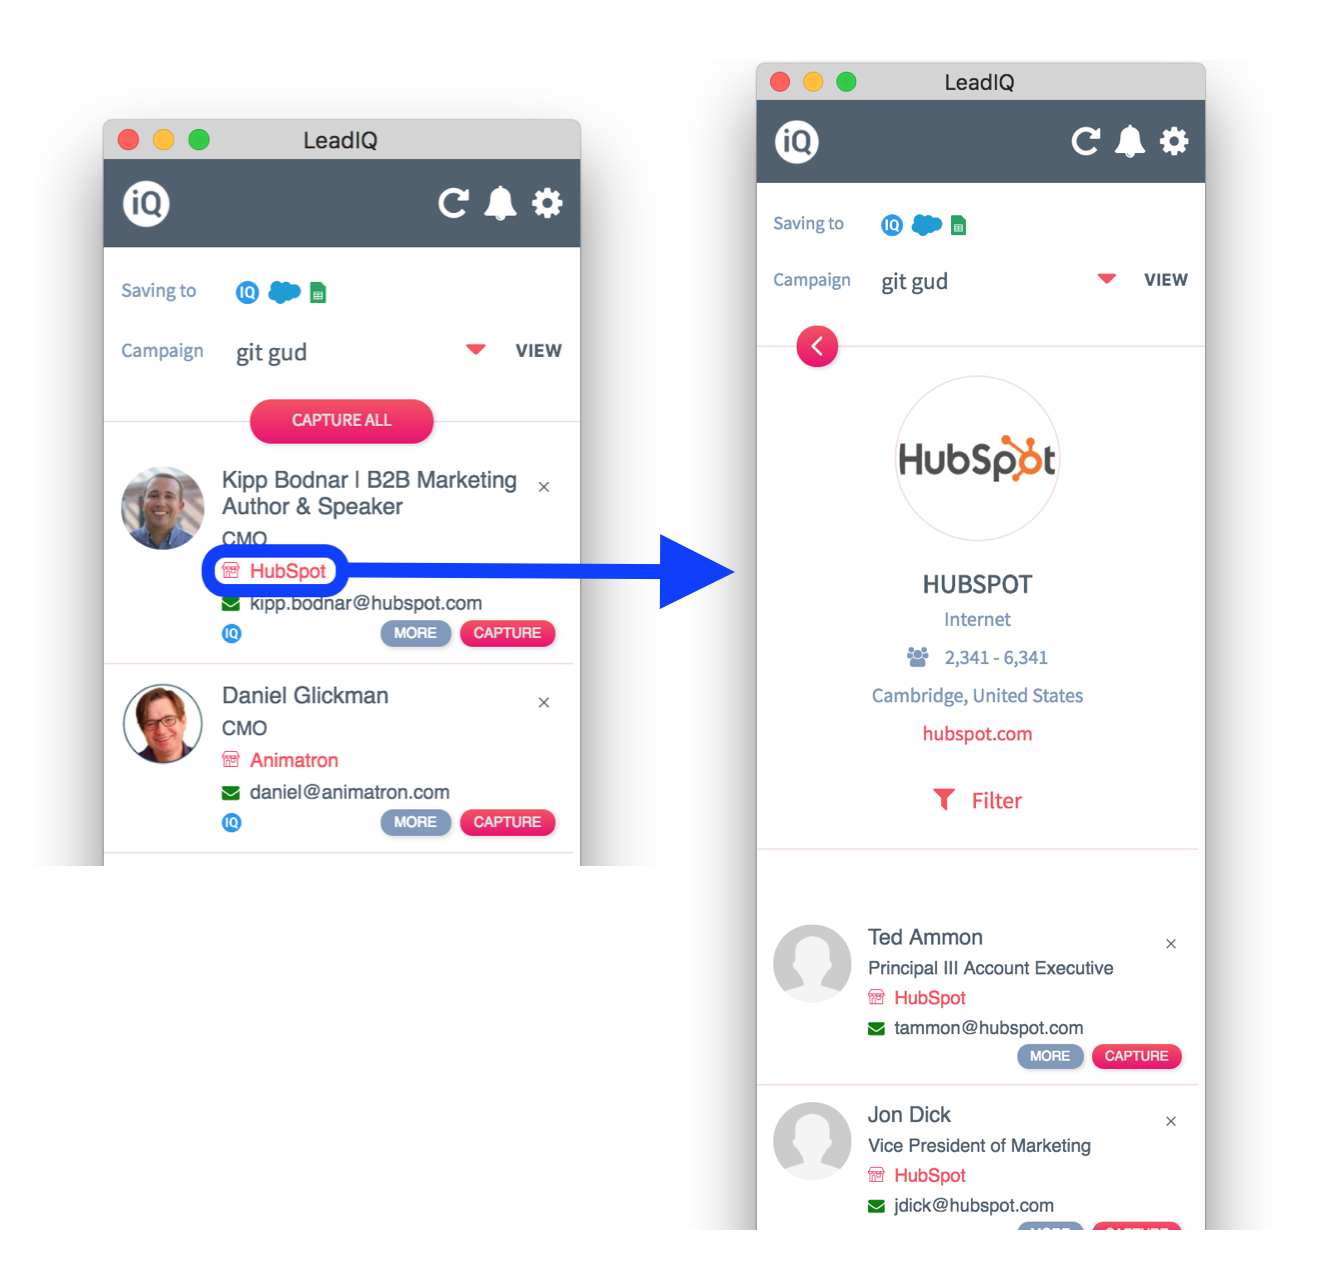 LeadIQ
iQ
Saving to IQ
Campaign git gud VIEW
CAPTURE ALL
Kipp Bodnar | B2B Marketing
Author & Speaker
CMO
HubSpot
kipp.bodnar@hubspot.com
IQ MORE CAPTURE
Daniel Glickman
CMO
Animatron
daniel@animatron.com
IQ MORE CAPTURE
LeadIQ
iQ
Saving to IQ
Campaign git gud VIEW
HubSpot
HUBSPOT
Internet
2,341 - 6,341
Cambridge, United States
hubspot.com
Filter
Ted Ammon
Principal III Account Executive
HubSpot
tammon@hubspot.com
MORE CAPTURE
Jon Dick
Vice President of Marketing
HubSpot
jdick@hubspot.com
MORE CAPTURE